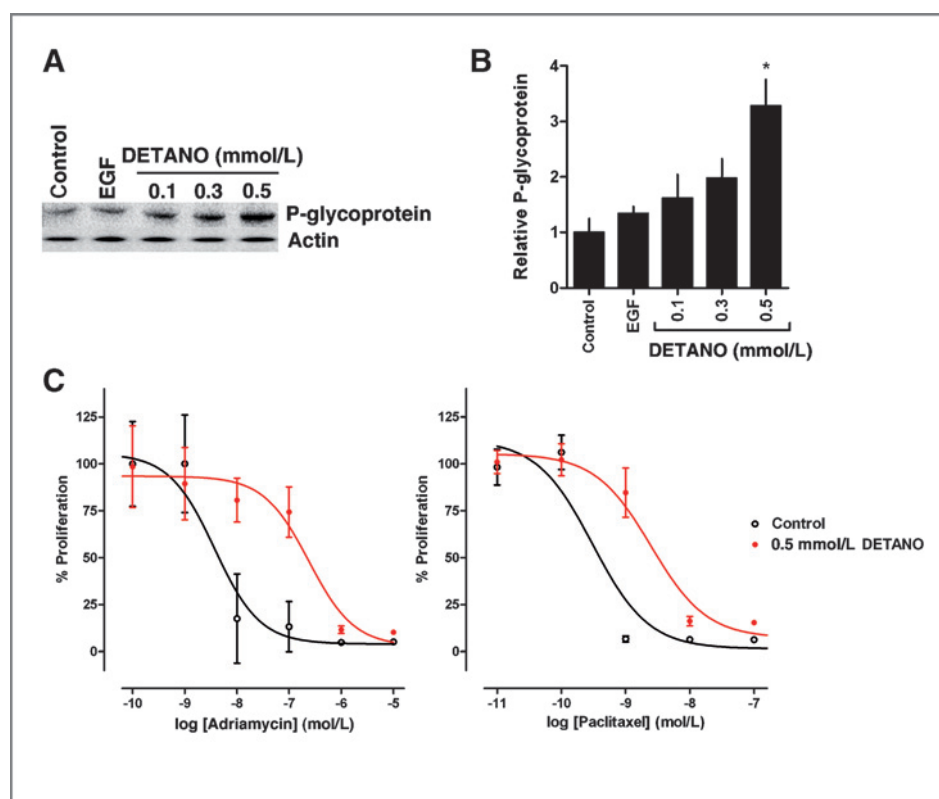 A
Control
EGF
DETANO (mmol/L)
0.1 0.3 0.5
P-glycoprotein
Actin
B
Relative P-glycoprotein
4
3
2
1
0
*
Control
EGF
0.1
0.3
0.5
DETANO (mmol/L)
C
% Proliferation
125
100
75
50
25
0
-10 -9 -8 -7 -6 -5
log [Adriamycin] (mol/L)
% Proliferation
125
100
75
50
25
0
-11 -10 -9 -8 -7
log [Paclitaxel] (mol/L)
Control
0.5 mmol/L DETANO